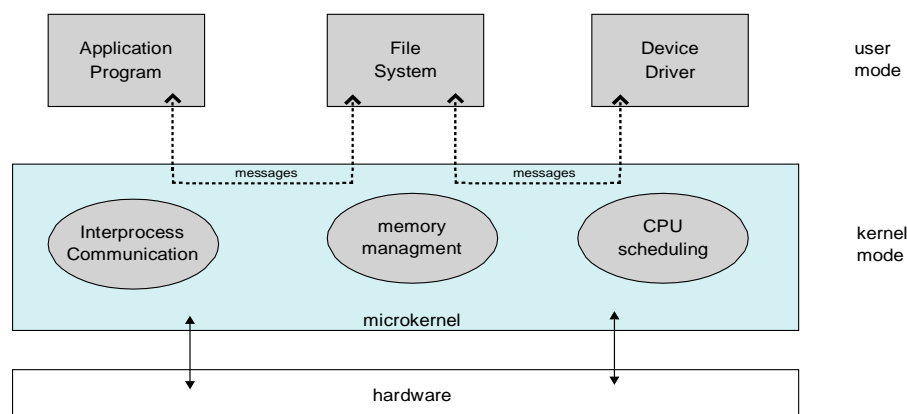 Application
Program
File
System
Device
Driver
user
mode
messages
messages
Interprocess
Communication
memory
managment
CPU
scheduling
kernel
mode
microkernel
hardware